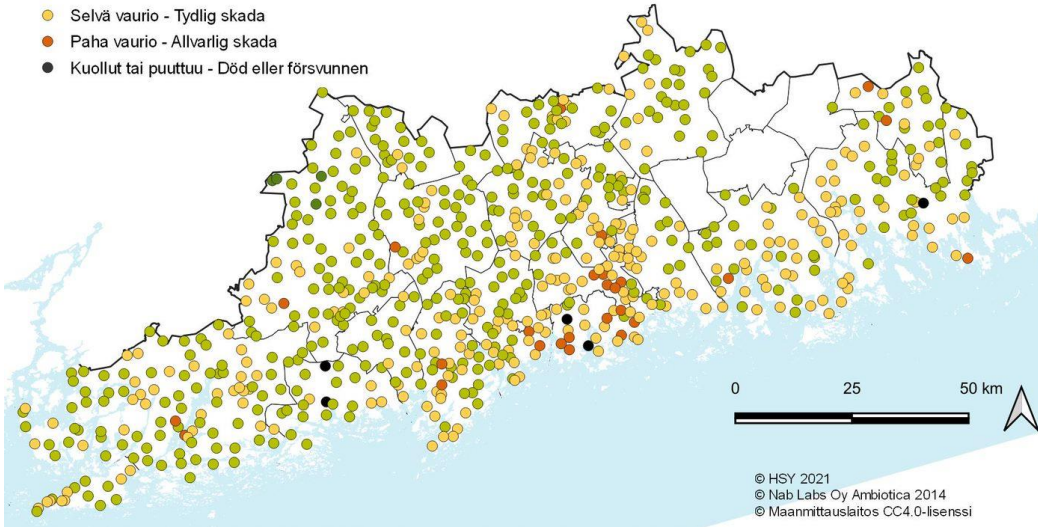 Selvä vaurio - Tydlig skada
Paha vaurio - Allvarlig skada
Kuollut tai puuttuu - Död eller försvunnen
0 25 50 km
© HSY 2021
© Nab Labs Oy Ambiotica 2014
© Maanmittauslaitos CC4.0-lisenssi